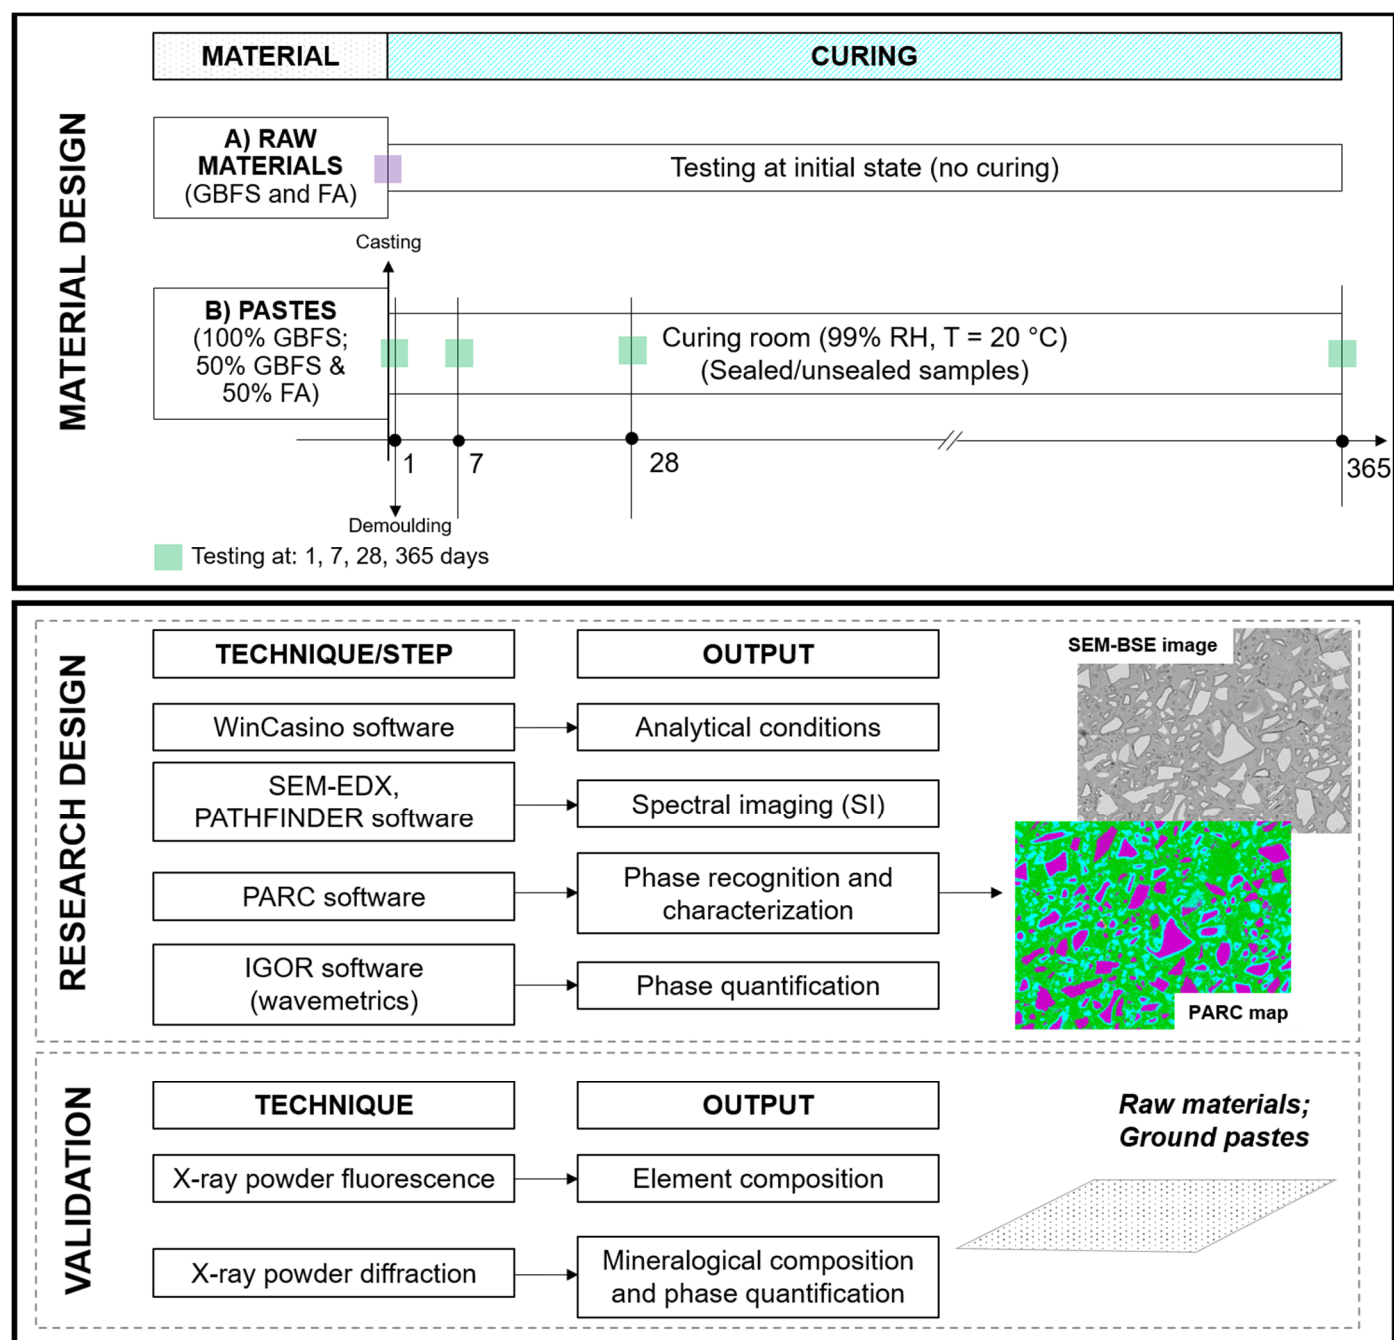 MATERIAL DESIGN
MATERIAL
CURING
A) RAW
MATERIALS
(GBFS and FA)
Testing at initial state (no curing)
Casting
B) PASTES
(100% GBFS;
50% GBFS &
50% FA)
Curing room (99% RH, T = 20 °C)
(Sealed/unsealed samples)
1
7
28
365
Demoulding
Testing at: 1, 7, 28, 365 days
RESEARCH DESIGN
TECHNIQUE/STEP
OUTPUT
SEM-BSE image
WinCasino software
Analytical conditions
SEM-EDX,
PATHFINDER software
Spectral imaging (SI)
PARC software
Phase recognition and
characterization
IGOR software
(wavemetrics)
Phase quantification
PARC map
VALIDATION
TECHNIQUE
OUTPUT
Raw materials;
Ground pastes
X-ray powder fluorescence
Element composition
X-ray powder diffraction
Mineralogical composition
and phase quantification